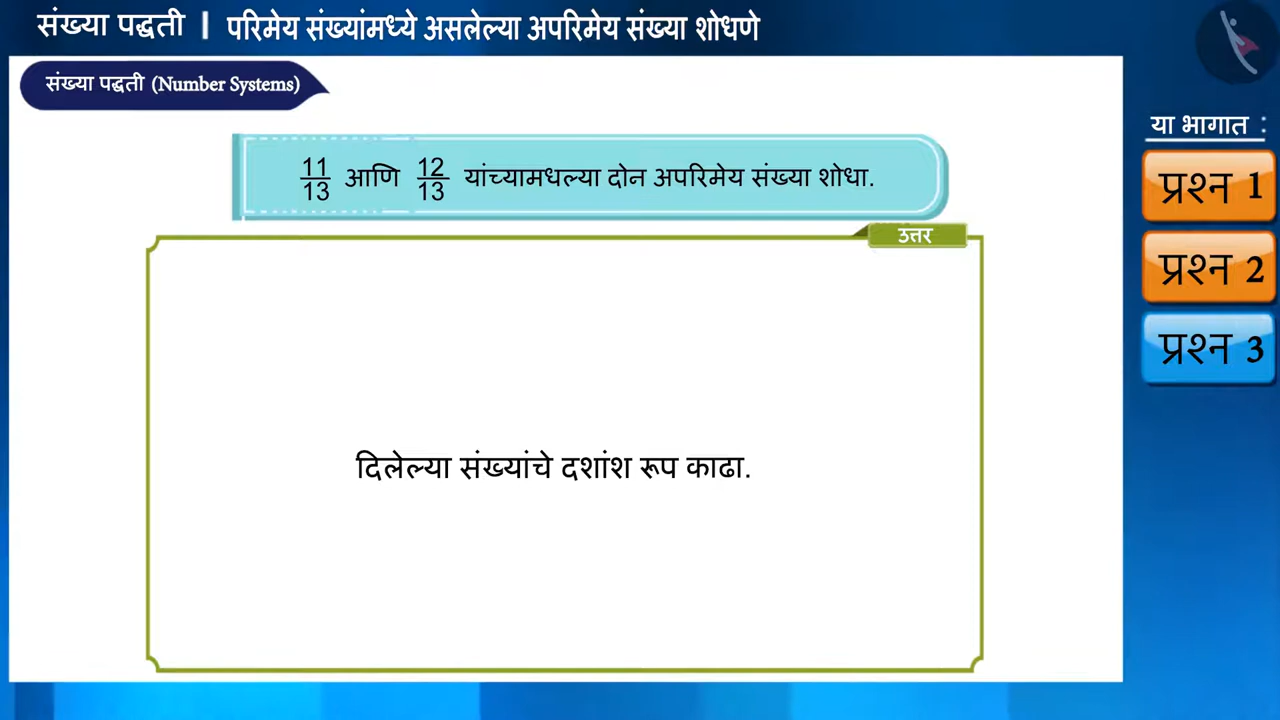 संख्या पद्धती | परिमेय संख्यांमध्ये असलेल्या अपरिमेय संख्या शोधणे
संख्या पद्धती (Number Systems)
या भागात :
11/13 आणि 12/13 यांच्यामधल्या दोन अपरिमेय संख्या शोधा.
प्रश्न 1
उत्तर
प्रश्न 2
प्रश्न 3
दिलेल्या संख्यांचे दशांश रूप काढा.